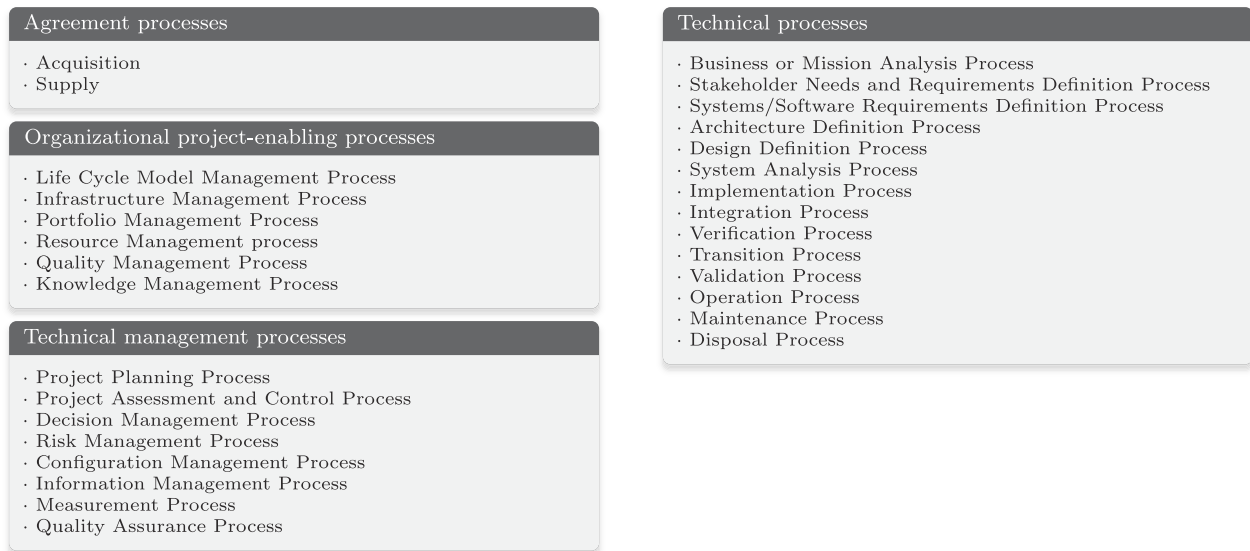 Agreement processes
· Acquisition
· Supply
Organizational project-enabling processes
· Life Cycle Model Management Process
· Infrastructure Management Process
· Portfolio Management Process
· Resource Management process
· Quality Management Process
· Knowledge Management Process
Technical management processes
· Project Planning Process
· Project Assessment and Control Process
· Decision Management Process
· Risk Management Process
· Configuration Management Process
· Information Management Process
· Measurement Process
· Quality Assurance Process
Technical processes
· Business or Mission Analysis Process
· Stakeholder Needs and Requirements Definition Process
· Systems/Software Requirements Definition Process
· Architecture Definition Process
· Design Definition Process
· System Analysis Process
· Implementation Process
· Integration Process
· Verification Process
· Transition Process
· Validation Process
· Operation Process
· Maintenance Process
· Disposal Process